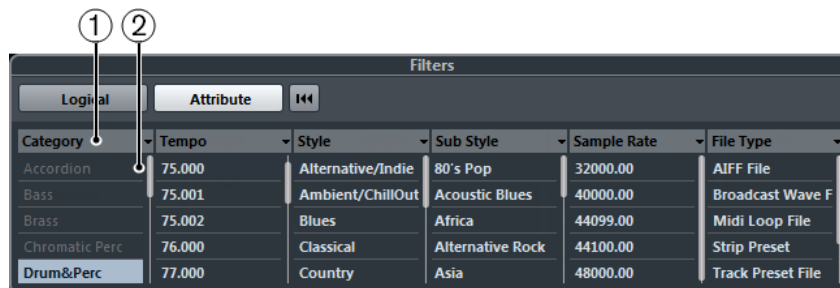 1 2
Filters
Logical Attribute
Category Tempo Style Sub Style Sample Rate File Type
Accordion 75.000 Alternative/Indie 80's Pop 32000.00 AIFF File
Bass 75.001 Ambient/ChillOut Acoustic Blues 40000.00 Broadcast Wave F
Brass 75.002 Blues Africa 44099.00 Midi Loop File
Chromatic Perc 76.000 Classical Alternative Rock 44100.00 Strip Preset
Drum&Perc 77.000 Country Asia 48000.00 Track Preset File